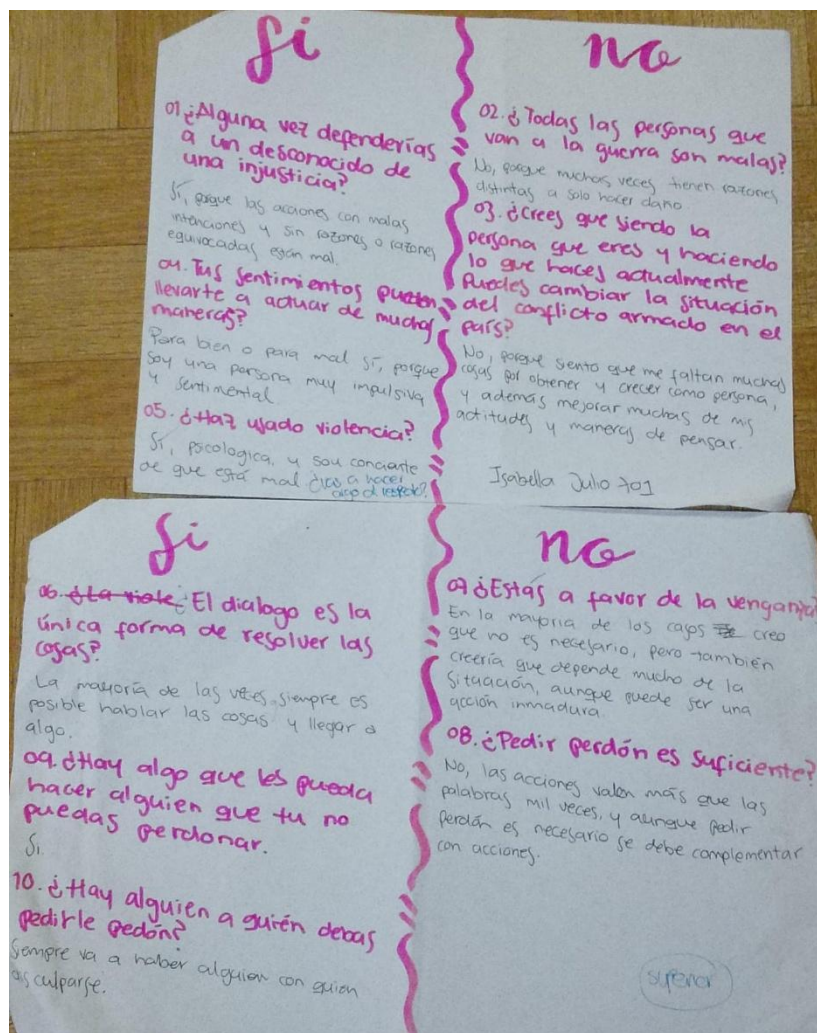 Si
01 ¿Alguna vez defenderías
a un desconocido de
una injusticia?
Sí, porque las acciones con malas
intenciones y sin razones o razones
equivocadas están mal.
04. Tus sentimientos pueden
llevarte a actuar de muchas
maneras?
Para bien o para mal sí, porque
soy una persona muy impulsiva
y sentimental
05. ¿Haz usado violencia?
Sí, psicologica, y soy conciente
de que está mal ¿vas a hacer
algo al respecto?
no
02. ¿Todas las personas que
van a la guerra son malas?
No, porque muchas veces tienen razones
distintas a solo hacer daño
03. ¿Crees que siendo la
persona que eres y haciendo
lo que haces actualmente
Puedes cambiar la situación
del conflicto armado en el
país?
No, porque siento que me faltan muchas
cosas por obtener y crecer como persona,
y además mejorar muchas de mis
actitudes y maneras de pensar.
Isabella Julio 701
Si
06. ¿La viole ¿El dialogo es la
única forma de resolver las
cosas?
La mayoría de las veces, siempre es
posible hablar las cosas y llegar a
algo.
09. ¿Hay algo que les pueda
hacer alguien que tu no
puedas perdonar.
Si.
10. ¿Hay alguien a quién debas
pedirle pedón?
Siempre va a haber alguien con quien
disculparse.
no
07 ¿Estás a favor de la venganza?
En la mayoría de los casos creo
que no es necesario, pero también
creería que depende mucho de la
situación, aunque puede ser una
acción inmadura.
08. ¿Pedir perdón es suficiente?
No, las acciones valen más que las
palabras mil veces, y aunque pedir
perdón es necesario se debe complementar
con acciones.
superior